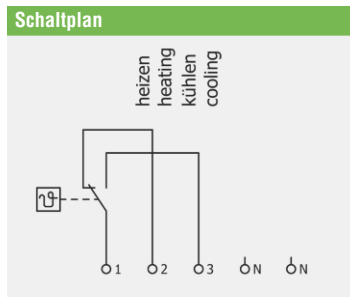 Schaltplan
heizen
heating
kühlen
cooling
ϑ
1 2 3 N N